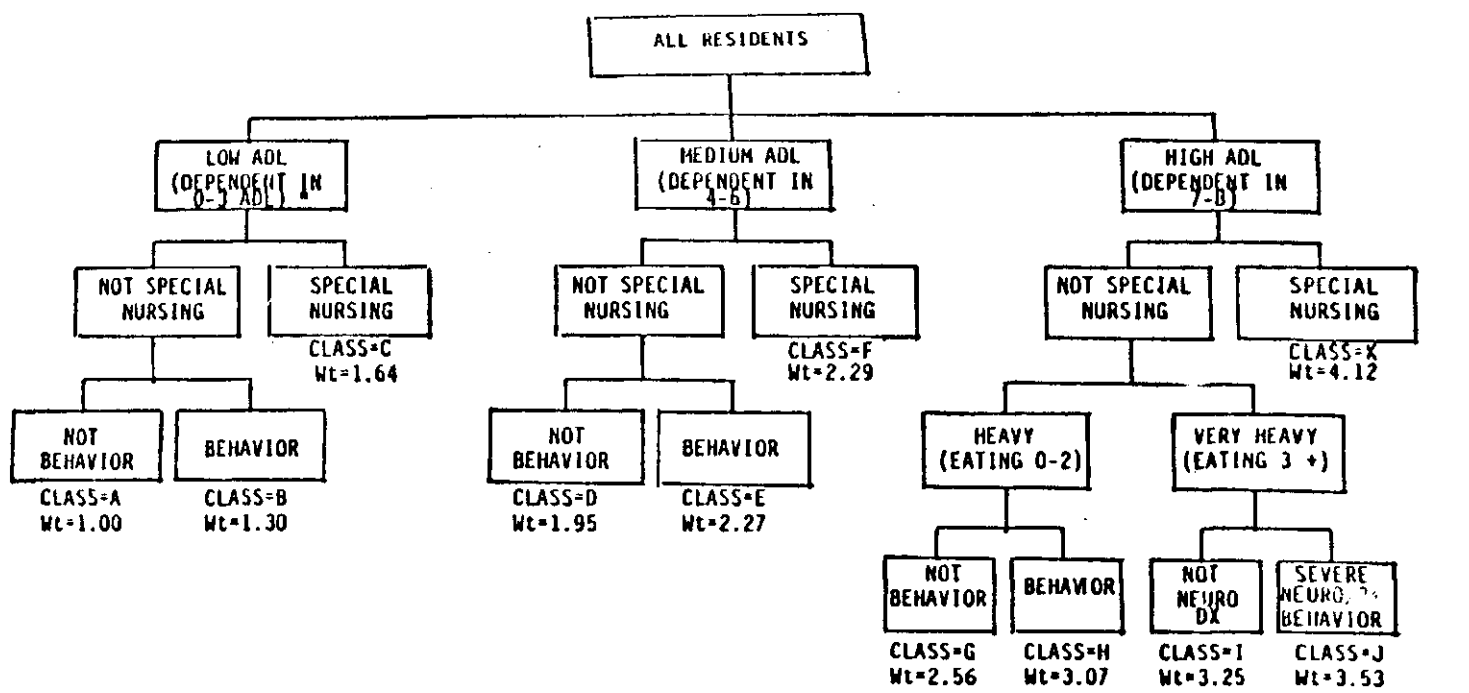 ALL RESIDENTS
LOW ADL
(DEPENDENT IN
0-3 ADL) *
MEDIUM ADL
(DEPENDENT IN
4-6)
HIGH ADL
(DEPENDENT IN
7-8)
NOT SPECIAL
NURSING
SPECIAL
NURSING
CLASS=C
Wt=1.64
NOT SPECIAL
NURSING
SPECIAL
NURSING
CLASS=F
Wt=2.29
NOT SPECIAL
NURSING
SPECIAL
NURSING
CLASS=K
Wt=4.12
NOT
BEHAVIOR
CLASS=A
Wt=1.00
BEHAVIOR
CLASS=B
Wt=1.30
NOT
BEHAVIOR
CLASS=D
Wt=1.95
BEHAVIOR
CLASS=E
Wt=2.27
HEAVY
(EATING 0-2)
VERY HEAVY
(EATING 3 +)
NOT
BEHAVIOR
CLASS=G
Wt=2.56
BEHAVIOR
CLASS=H
Wt=3.07
NOT
NEURO
DX
CLASS=I
Wt=3.25
SEVERE
NEURO,
BEHAVIOR
CLASS=J
Wt=3.53